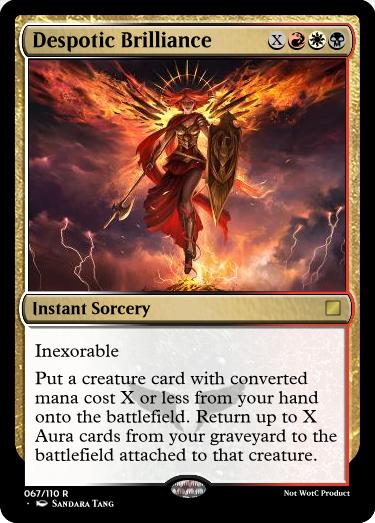 Despotic Brilliance X
Instant Sorcery
Inexorable
Put a creature card with converted
mana cost X or less from your hand
onto the battlefield. Return up to X
Aura cards from your graveyard to the
battlefield attached to that creature.
067/110 R
· Sandara Tang
Not WotC Product